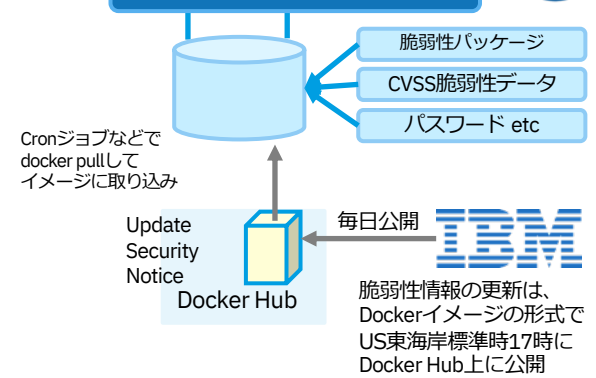 脆弱性パッケージ
CVSS脆弱性データ
パスワード etc
Cronジョブなどで
docker pullして
イメージに取り込み
Update
Security
Notice
Docker Hub
毎日公開
IBM
脆弱性情報の更新は、
Dockerイメージの形式で
US東海岸標準時17時に
Docker Hub上に公開